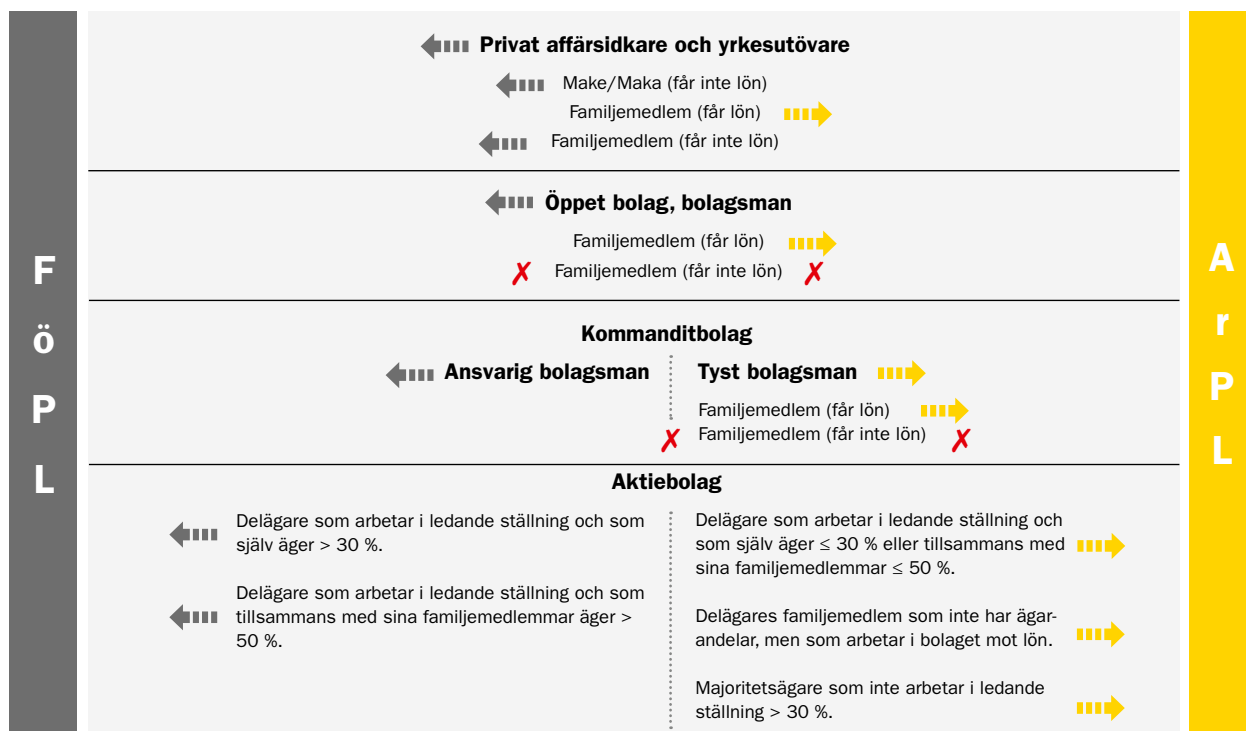 F
ö
P
L
Privat affärsidkare och yrkesutövare
Make/Maka (får inte lön)
Familjemedlem (får lön)
Familjemedlem (får inte lön)
Öppet bolag, bolagsman
Familjemedlem (får lön)
Familjemedlem (får inte lön)
Kommanditbolag
Ansvarig bolagsman
Tyst bolagsman
Familjemedlem (får lön)
Familjemedlem (får inte lön)
Aktiebolag
Delägare som arbetar i ledande ställning och som
själv äger > 30 %.
Delägare som arbetar i ledande ställning och som
tillsammans med sina familjemedlemmar äger >
50 %.
Delägare som arbetar i ledande ställning och
som själv äger ≤ 30 % eller tillsammans med
sina familjemedlemmar ≤ 50 %.
Delägares familjemedlem som inte har ägar-
andelar, men som arbetar i bolaget mot lön.
Majoritetsägare som inte arbetar i ledande
ställning > 30 %.
A
r
P
L